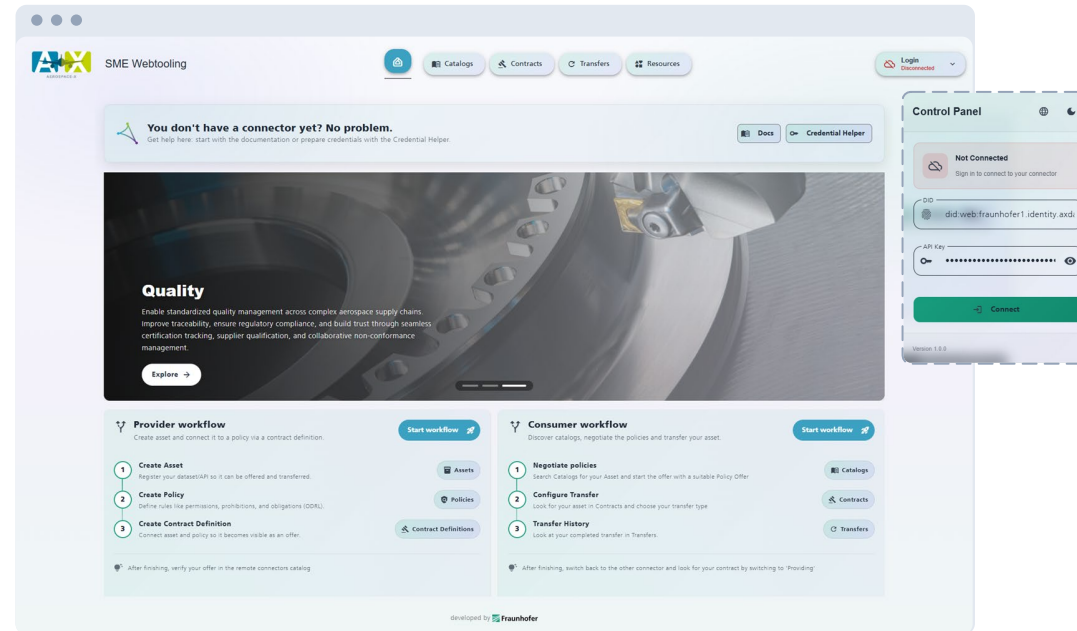 AEROSPACE-X
SME Webtooling
Catalogs
Contracts
Transfers
Resources
Login
Disconnected
You don't have a connector yet? No problem.
Get help here: start with the documentation or prepare credentials with the Credential Helper.
Docs
Credential Helper
Control Panel
Not Connected
Sign in to connect to your connector
DID
did:web:fraunhofer1.identity.axd
API Key
Connect
Version 1.0.0
Quality
Enable standardized quality management across complex aerospace supply chains.
Improve traceability, ensure regulatory compliance, and build trust through seamless
certification tracking, supplier qualification, and collaborative non-conformance
management.
Explore →
Provider workflow
Create asset and connect it to a policy via a contract definition.
Start workflow
1 Create Asset
Register your dataset/API so it can be offered and transferred.
Assets
2 Create Policy
Define rules like permissions, prohibitions, and obligations (ODRL).
Policies
3 Create Contract Definition
Connect asset and policy so it becomes visible as an offer.
Contract Definitions
After finishing, verify your offer in the remote connectors catalog
Consumer workflow
Discover catalogs, negotiate the policies and transfer your asset.
Start workflow
1 Negotiate policies
Search Catalogs for your Asset and start the offer with a suitable Policy Offer
Catalogs
2 Configure Transfer
Look for your asset in Contracts and choose your transfer type
Contracts
3 Transfer History
Look at your completed transfer in Transfers.
Transfers
After finishing, switch back to the other connector and look for your contract by switching to 'Providing'
developed by Fraunhofer